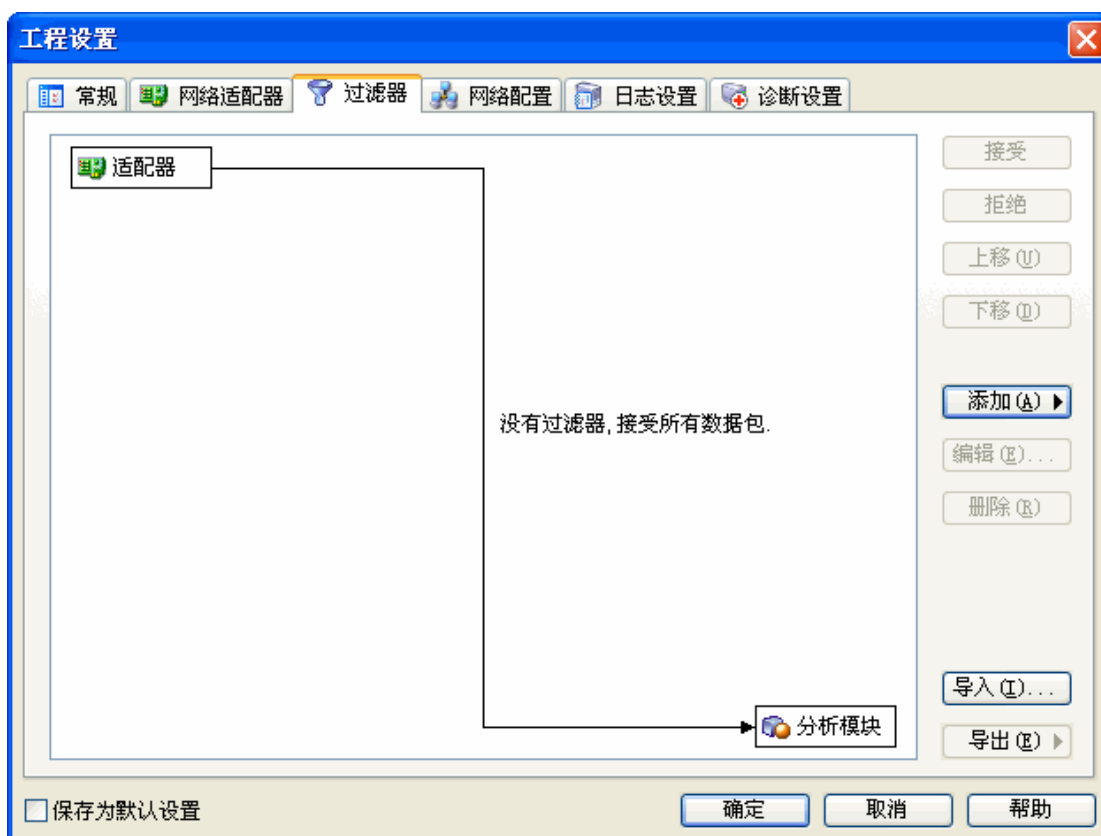 工程设置
常规 网络适配器 过滤器 网络配置 日志设置 诊断设置
适配器
没有过滤器, 接受所有数据包.
分析模块
接受
拒绝
上移(U)
下移(D)
添加(A)
编辑(E)...
删除(R)
导入(I)...
导出(E)
保存为默认设置
确定 取消 帮助